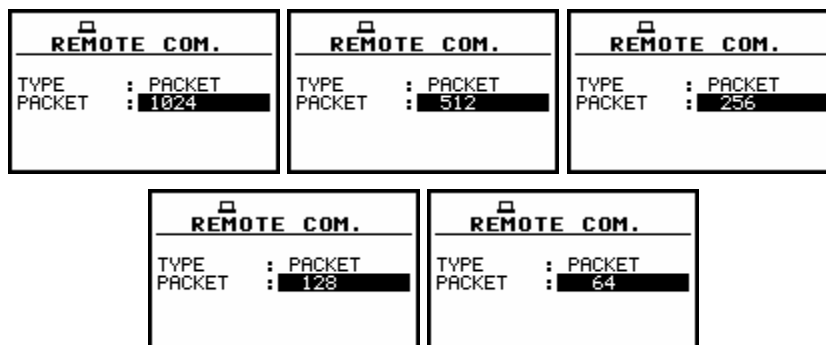 REMOTE COM.
TYPE : PACKET
PACKET : 1024
REMOTE COM.
TYPE : PACKET
PACKET : 512
REMOTE COM.
TYPE : PACKET
PACKET : 256
REMOTE COM.
TYPE : PACKET
PACKET : 128
REMOTE COM.
TYPE : PACKET
PACKET : 64